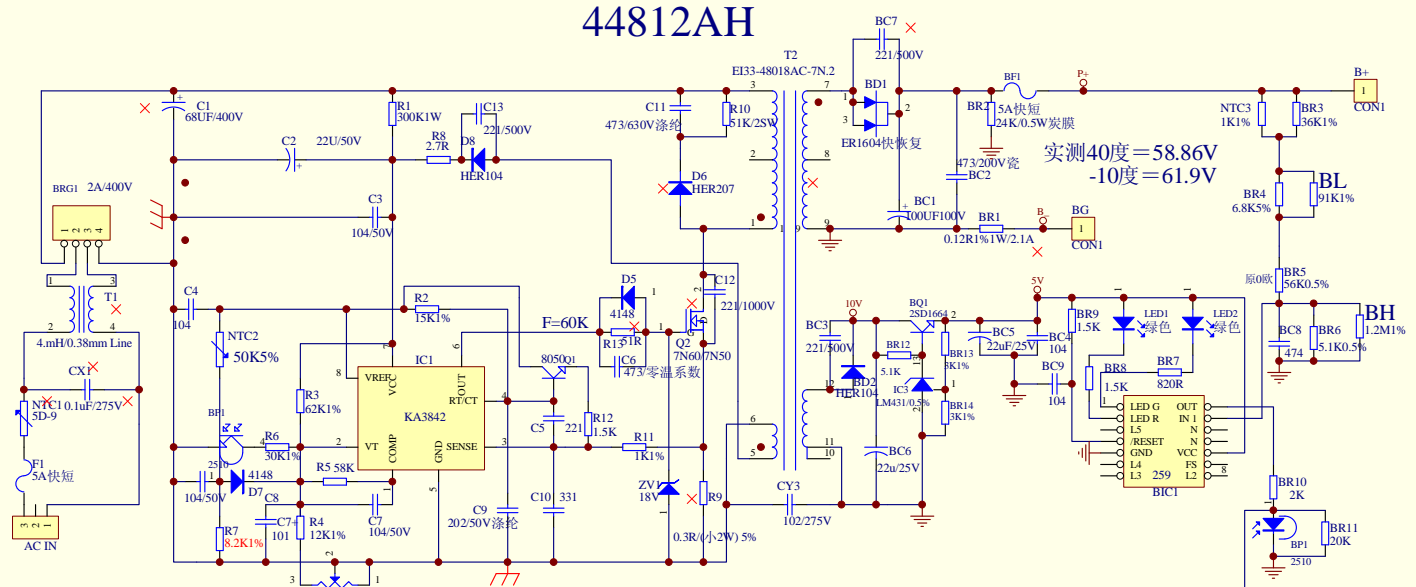 44812AH
BC7
221/500V
T2
EI33-48018AC-7N.2
BD1
ER1604快恢复
BF1
5A快短
P+
B+
CON1
BR2
24K/0.5W炭膜
NTC3
1K1%
BR3
36K1%
实测40度=58.86V
-10度=61.9V
C1
68UF/400V
R1
300K1W
C13
221/500V
C11
473/630V涤纶
R10
51K/2SW
C2
22U/50V
R8
2.7R
D8
HER104
D6
HER207
473/200V瓷
BC2
BR4
6.8K5%
BL
91K1%
BRG1
2A/400V
C3
104/50V
BC1
100UF100V
BR1
0.12R1%1W/2.1A
B_
BG
CON1
T1
4.mH/0.38mm Line
C4
104
NTC2
50K5%
R2
15K1%
F=60K
D5
4148
R13
51R
C6
473/零温系数
C12
221/1000V
Q2
7N60/7N50
10V
BC3
221/500V
BQ1
2SD1664
BR12
5.1K
BR13
3K1%
BD2
HER104
IC3
LM431/0.5%
BR14
3K1%
BC5
22uF/25V
5V
BC4
104
BC9
104
BR9
1.5K
LED1
绿色
LED2
绿色
BR8
1.5K
BR7
820R
原0欧
BR5
56K0.5%
BC8
474
BR6
5.1K0.5%
BH
1.2M1%
CX1
0.1uF/275V
NTC1
5D-9
F1
5A快短
AC IN
3 2 1
BP1
2510
R3
62K1%
R6
30K1%
R5
58K
4148
D7
104/50V
R7
8.2K1%
C8
C7+
101
R4
12K1%
C7
104/50V
IC1
KA3842
VREF
VCC
OUT
RT/CT
VT
COMP
GND
SENSE
8050
Q1
C5
221
R12
1.5K
R11
1K1%
C9
202/50V涤纶
C10
331
ZV1
18V
R9
0.3R/(小2W) 5%
CY3
102/275V
BC6
22u/25V
LED G
LED R
L5
/RESET
GND
L4
L3
OUT
IN 1
N
N
VCC
FS
L2
259
BIC1
BR10
2K
BP1
2510
BR11
20K